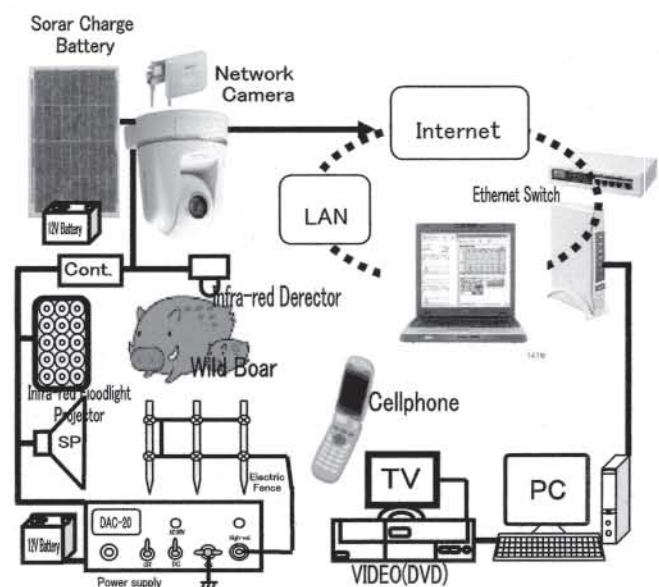 Sorar Charge
Battery
Network
Camera
Internet
LAN
Ethernet Switch
12V Battery
Cont.
Infra-red Derector
Wild Boar
Infra-red Floodlight
Projector
SP
Cellphone
Electric
Fence
TV
PC
DAC-20
12V Battery
Power supply
VIDEO(DVD)